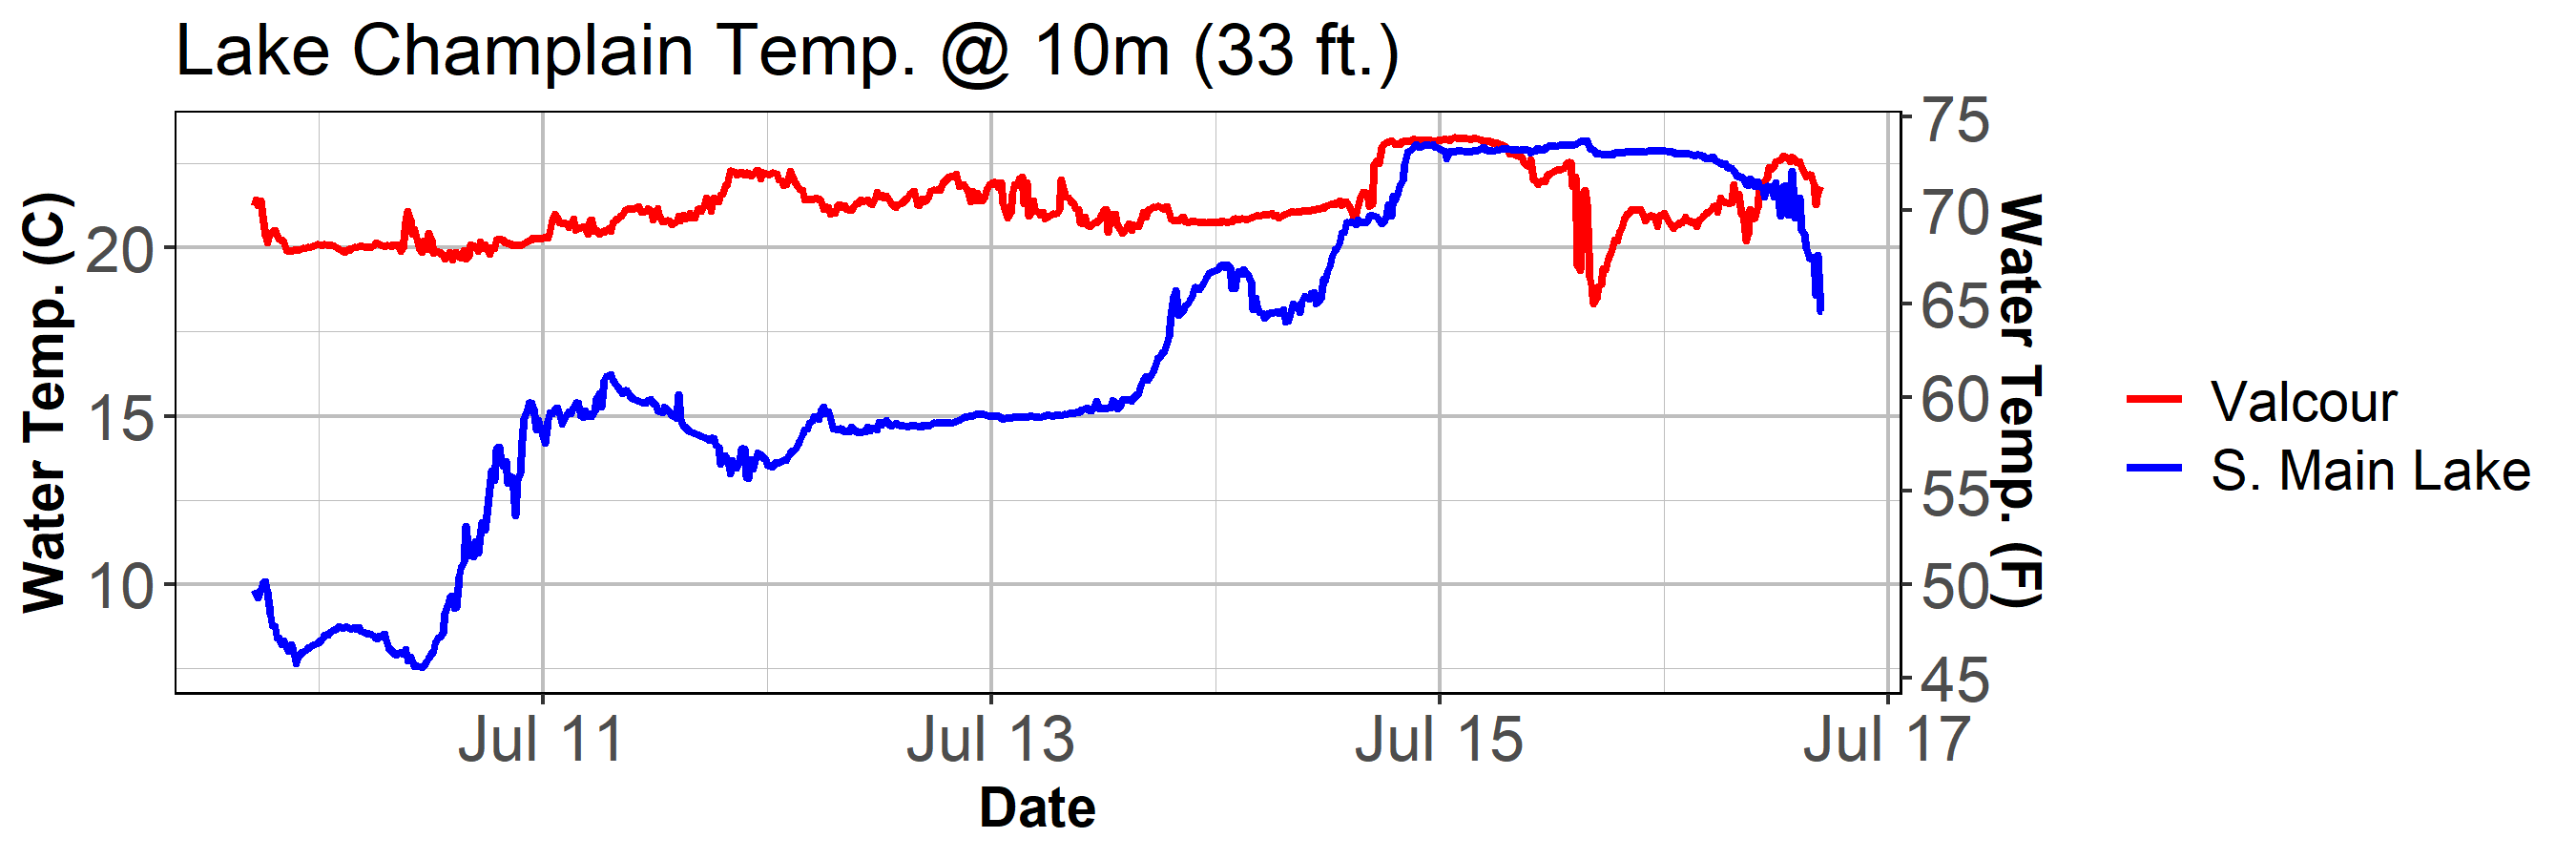 Lake Champlain Temp. @ 10m (33 ft.)
Water Temp. (C)
20
15
10
75
70
65
60
55
50
45
Water Temp. (F)
Jul 11
Jul 13
Jul 15
Jul 17
Date
Valcour
S. Main Lake